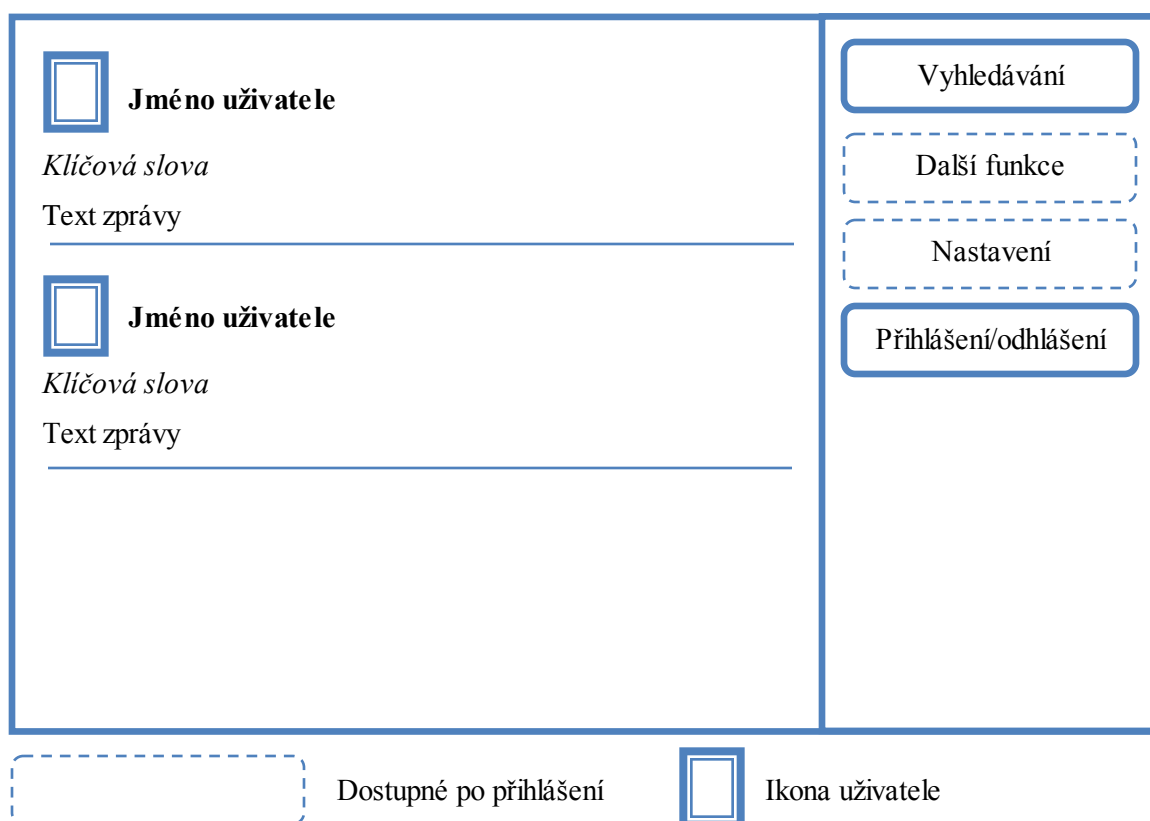 Jméno uživatele
Klíčová slova
Text zprávy
Jméno uživatele
Klíčová slova
Text zprávy
Vyhledávání
Další funkce
Nastavení
Přihlášení/odhlášení
Dostupné po přihlášení
Ikona uživatele